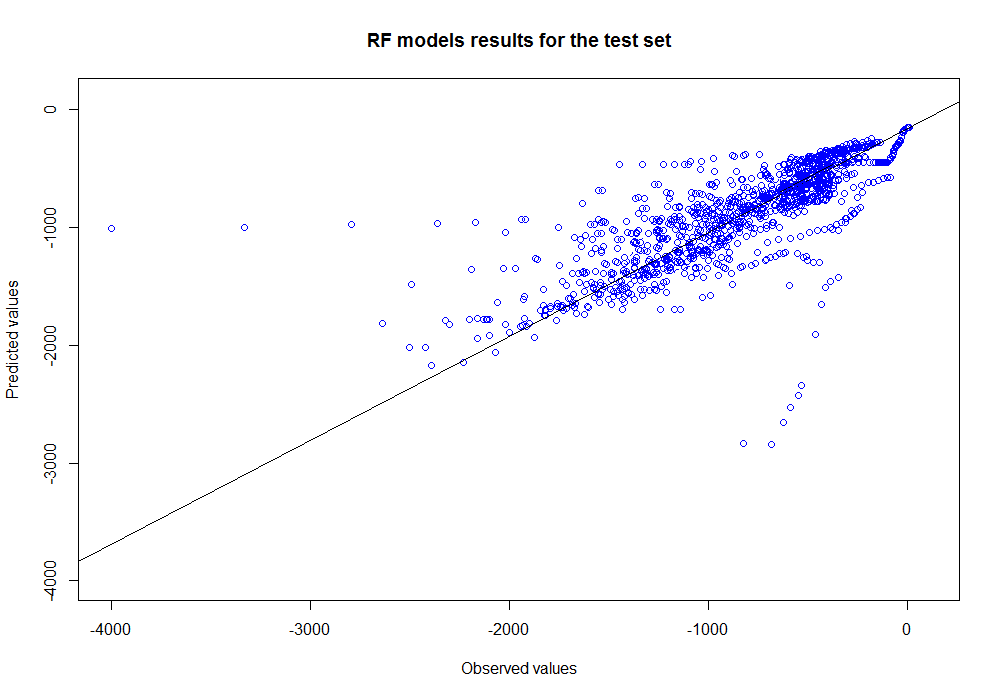 RF models results for the test set
0
-1000
-2000
-3000
-4000
Predicted values
-4000 -3000 -2000 -1000 0
Observed values